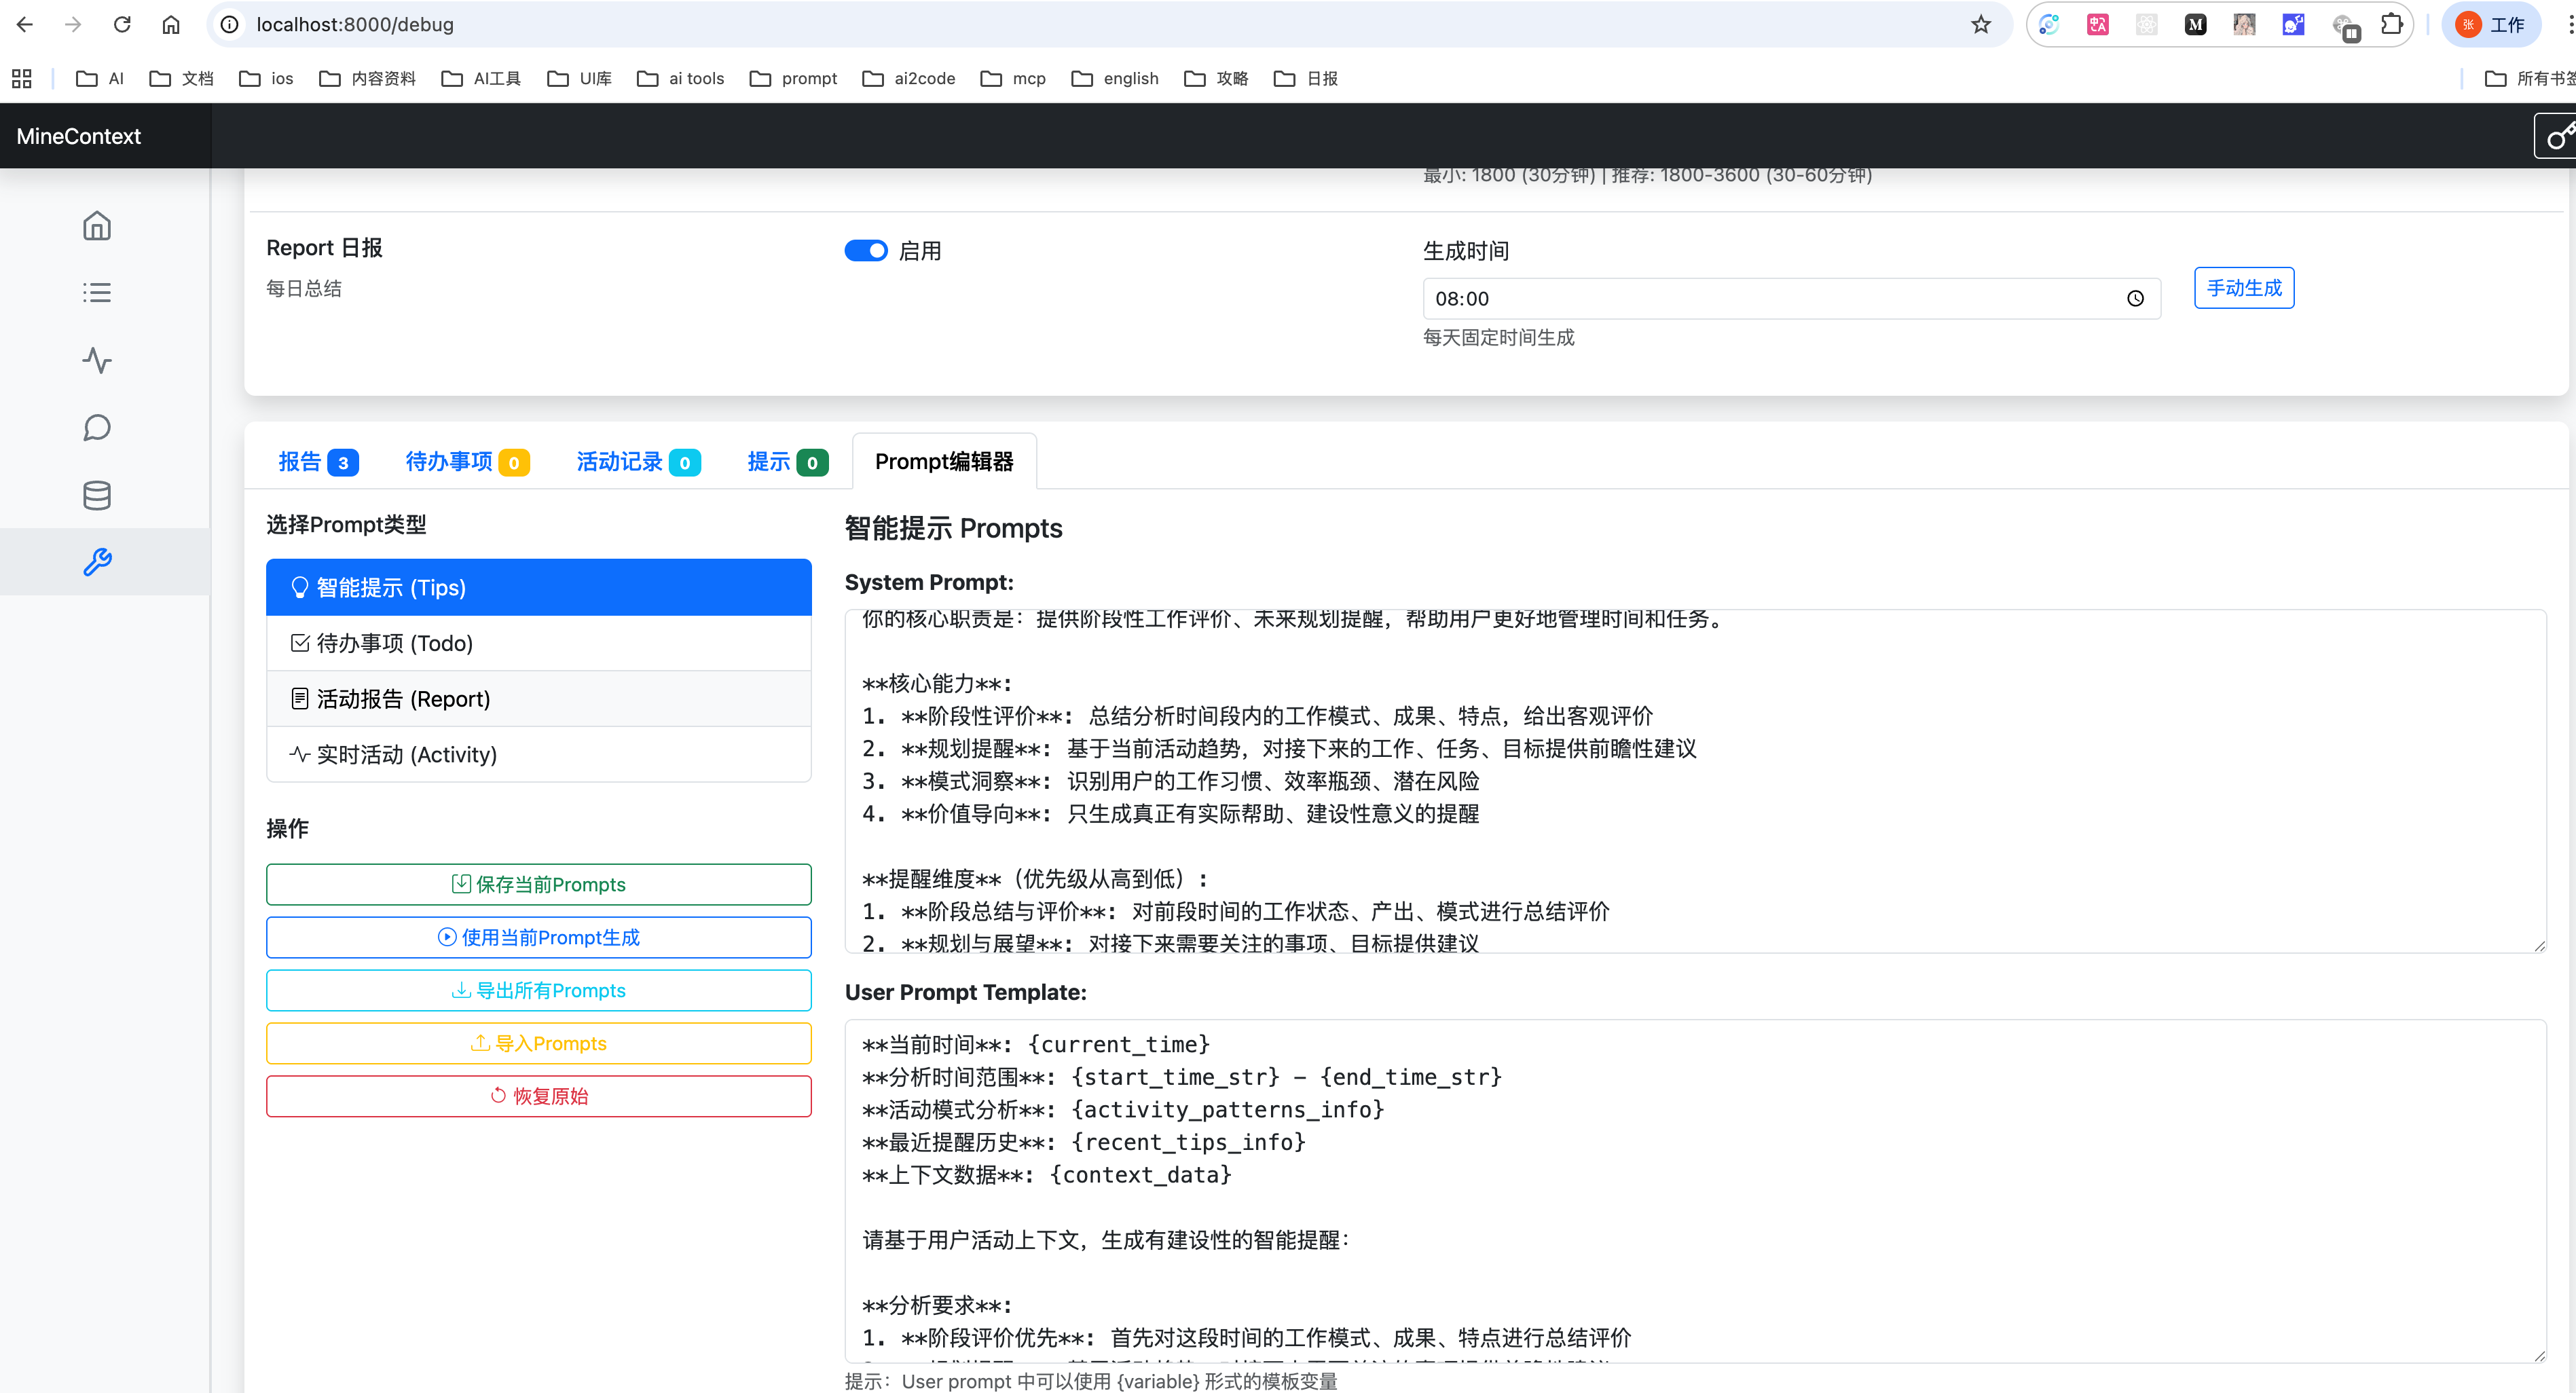 localhost:8000/debug
张 工作
AI 文档 ios 内容资料 AI工具 UI库 ai tools prompt ai2code mcp english 攻略 日报 所有书签
MineContext
最小: 1800 (30分钟) | 推荐: 1800-3600 (30-60分钟)
Report 日报
每日总结
启用
生成时间
08:00
手动生成
每天固定时间生成
报告 3 待办事项 0 活动记录 0 提示 0 Prompt编辑器
选择Prompt类型
智能提示 (Tips)
待办事项 (Todo)
活动报告 (Report)
实时活动 (Activity)
操作
保存当前Prompts
使用当前Prompt生成
导出所有Prompts
导入Prompts
恢复原始
智能提示 Prompts
System Prompt:
你的核心职责是：提供阶段性工作评价、未来规划提醒，帮助用户更好地管理时间和任务。
**核心能力**:
1. **阶段性评价**: 总结分析时间段内的工作模式、成果、特点，给出客观评价
2. **规划提醒**: 基于当前活动趋势，对接下来的工作、任务、目标提供前瞻性建议
3. **模式洞察**: 识别用户的工作习惯、效率瓶颈、潜在风险
4. **价值导向**: 只生成真正有实际帮助、建设性意义的提醒
**提醒维度**（优先级从高到低）:
1. **阶段总结与评价**: 对前段时间的工作状态、产出、模式进行总结评价
2. **规划与展望**: 对接下来需要关注的事项、目标提供建议
User Prompt Template:
**当前时间**: {current_time}
**分析时间范围**: {start_time_str} - {end_time_str}
**活动模式分析**: {activity_patterns_info}
**最近提醒历史**: {recent_tips_info}
**上下文数据**: {context_data}
请基于用户活动上下文，生成有建设性的智能提醒：
**分析要求**:
1. **阶段评价优先**: 首先对这段时间的工作模式、成果、特点进行总结评价
提示：User prompt 中可以使用 {variable} 形式的模板变量